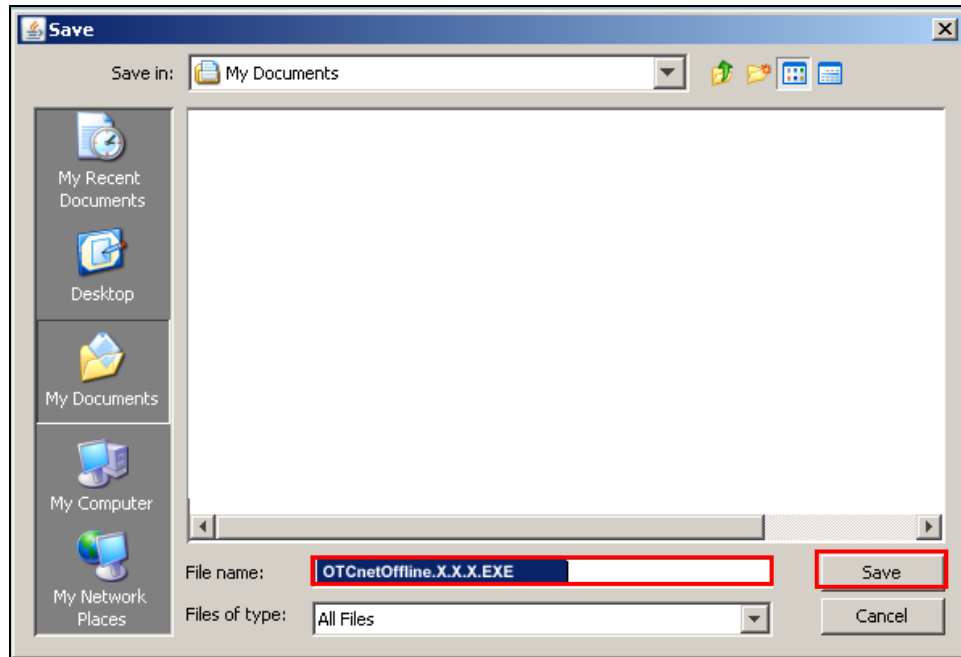 Save
Save in:
My Documents
My Recent
Documents
Desktop
My Documents
My Computer
My Network
Places
File name:
OTCnetOffline.X.X.X.EXE
Save
Files of type:
All Files
Cancel